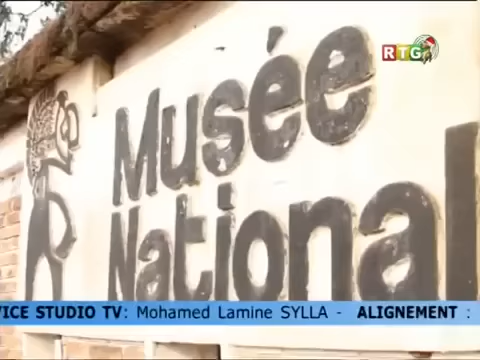 RTG
Musée
National
VICE STUDIO TV: Mohamed Lamine SYLLA - ALIGNEMENT :